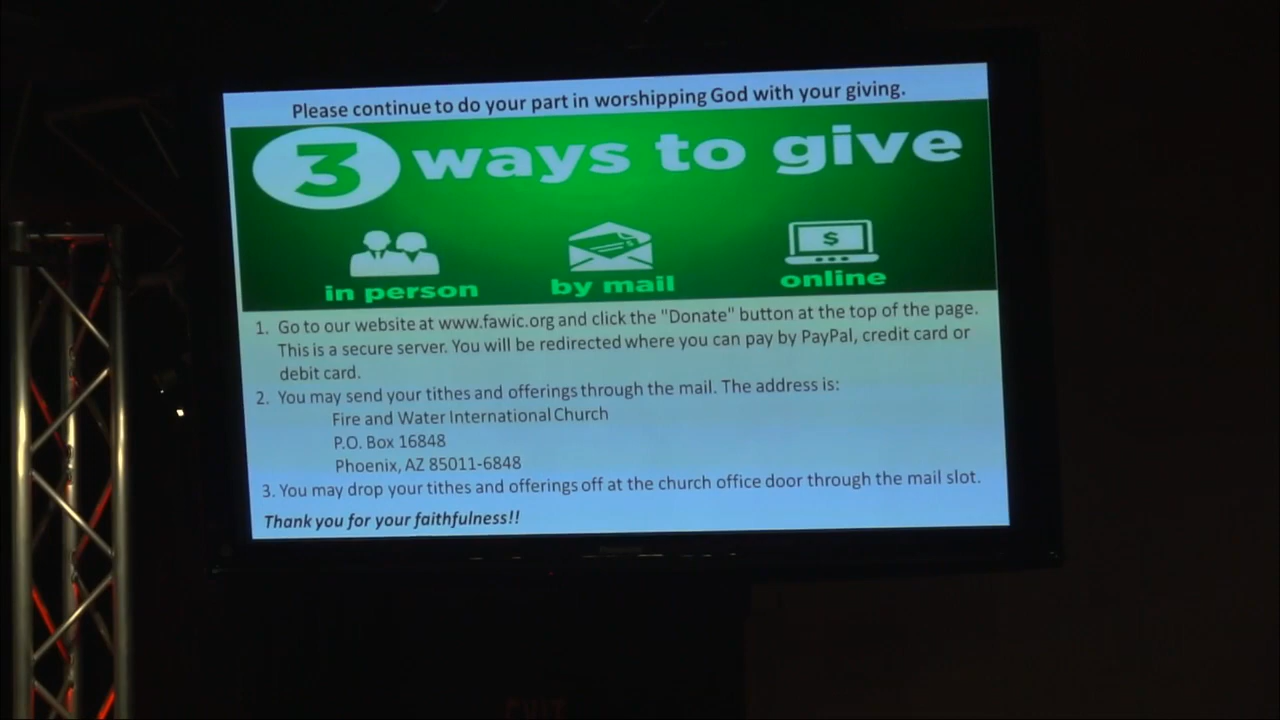 Please continue to do your part in worshipping God with your giving.
3 ways to give
in person
by mail
online
1. Go to our website at www.fawic.org and click the "Donate" button at the top of the page.
This is a secure server. You will be redirected where you can pay by PayPal, credit card or
debit card.
2. You may send your tithes and offerings through the mail. The address is:
Fire and Water International Church
P.O. Box 16848
Phoenix, AZ 85011-6848
3. You may drop your tithes and offerings off at the church office door through the mail slot.
Thank you for your faithfulness!!
Panasonic
EXIT